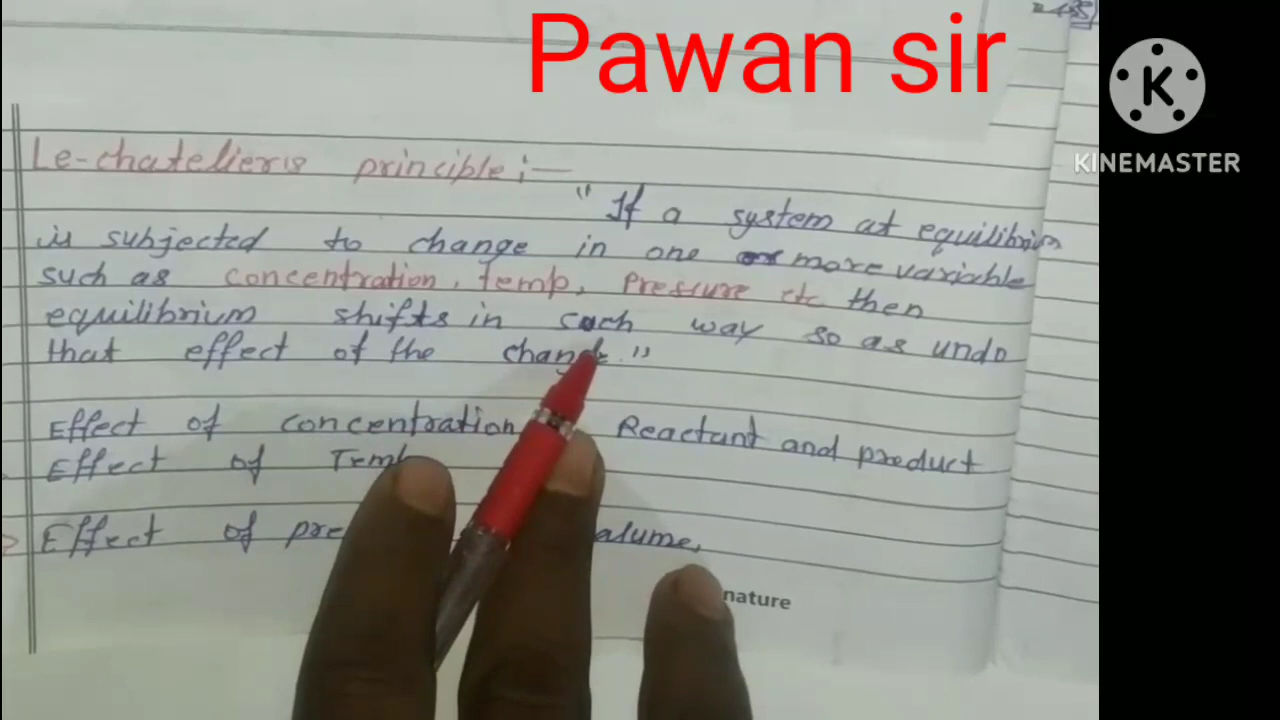 Pawan sir
KINEMASTER
Le-chatelier's principle:—
"If a system at equilibrium
is subjected to change in one or more variable
such as concentration, temp, pressure etc then
equilibrium shifts in such way so as undo
that effect of the change"
Effect of concentration Reactant and product
Effect of Temp
Effect of pre alume,
nature